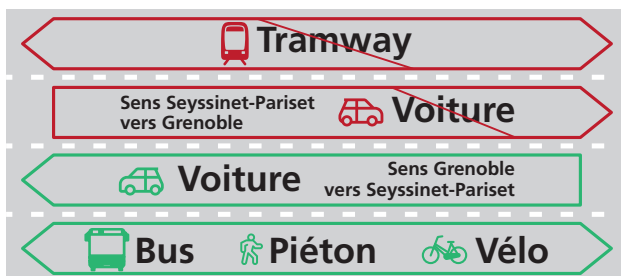 Tramway
Sens Seyssinet-Pariset
vers Grenoble
Voiture
Voiture
Sens Grenoble
vers Seyssinet-Pariset
Bus Piéton Vélo